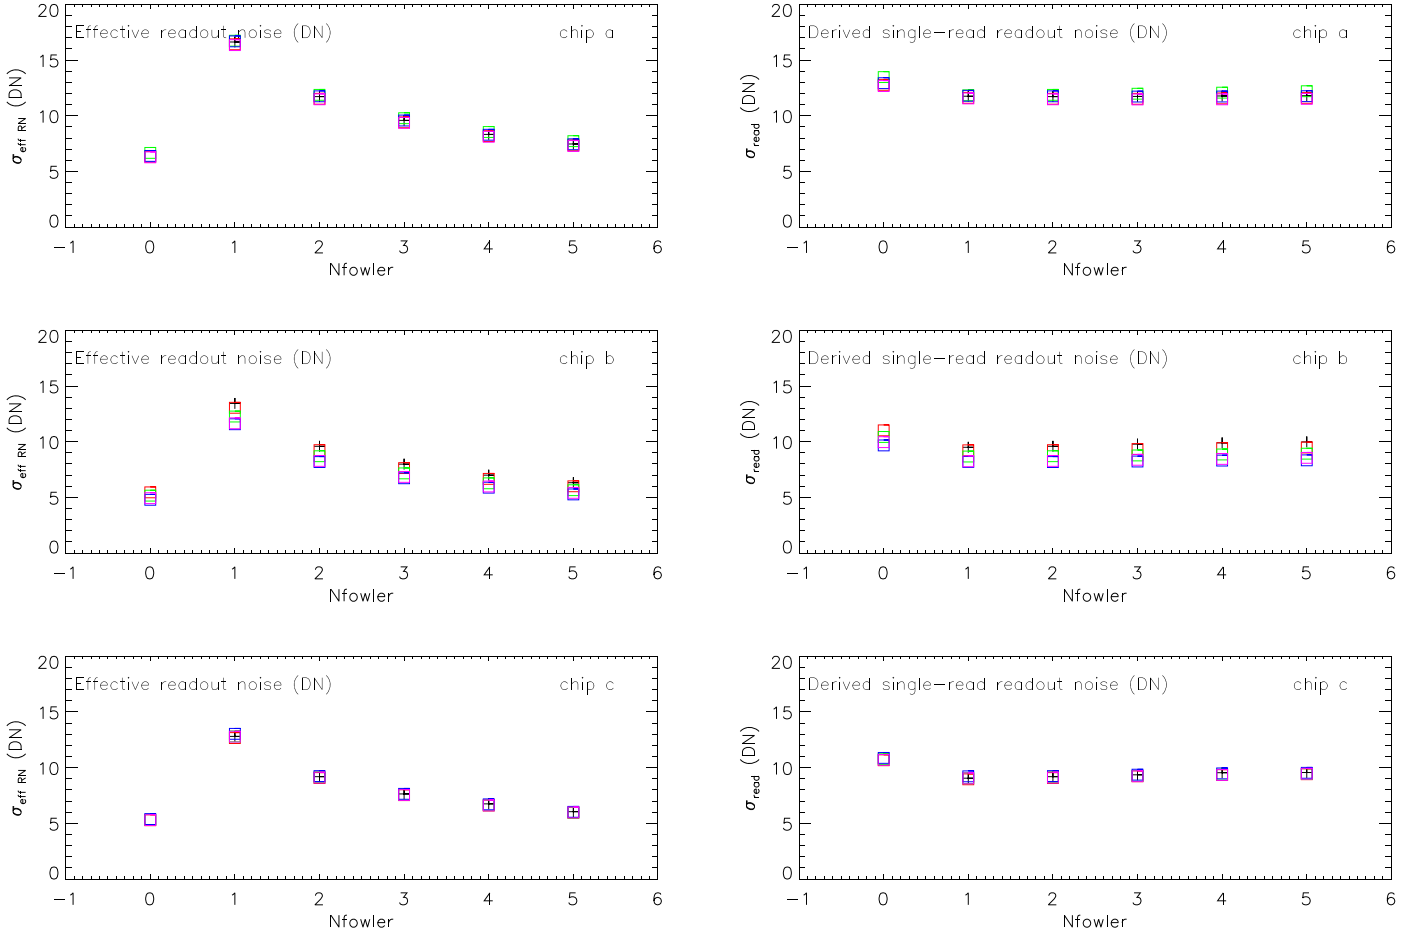 Effective readout noise (DN) chip a
20
15
10
5
0
σeff RN (DN)
−1 0 1 2 3 4 5 6
Nfowler
Derived single−read readout noise (DN) chip a
20
15
10
5
0
σread (DN)
−1 0 1 2 3 4 5 6
Nfowler
Effective readout noise (DN) chip b
20
15
10
5
0
σeff RN (DN)
−1 0 1 2 3 4 5 6
Nfowler
Derived single−read readout noise (DN) chip b
20
15
10
5
0
σread (DN)
−1 0 1 2 3 4 5 6
Nfowler
Effective readout noise (DN) chip c
20
15
10
5
0
σeff RN (DN)
−1 0 1 2 3 4 5 6
Nfowler
Derived single−read readout noise (DN) chip c
20
15
10
5
0
σread (DN)
−1 0 1 2 3 4 5 6
Nfowler